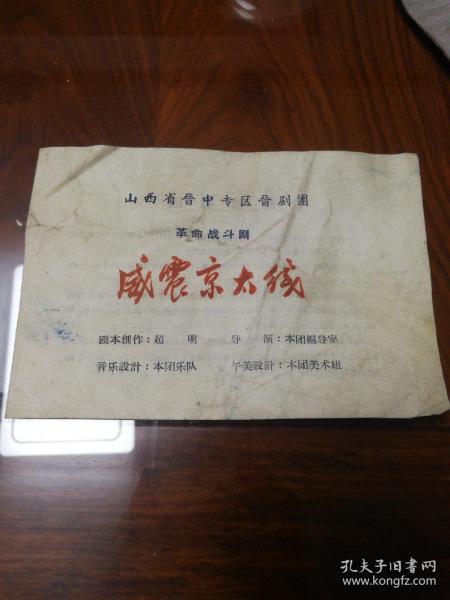 山西省晋中专区晋剧團
革命战斗剧
威震京太线
剧本創作：超　明　　导　演：本团編导室
音乐設計：本团乐队　　午美設計：本团美术組
孔夫子旧书网
www.kongfz.com